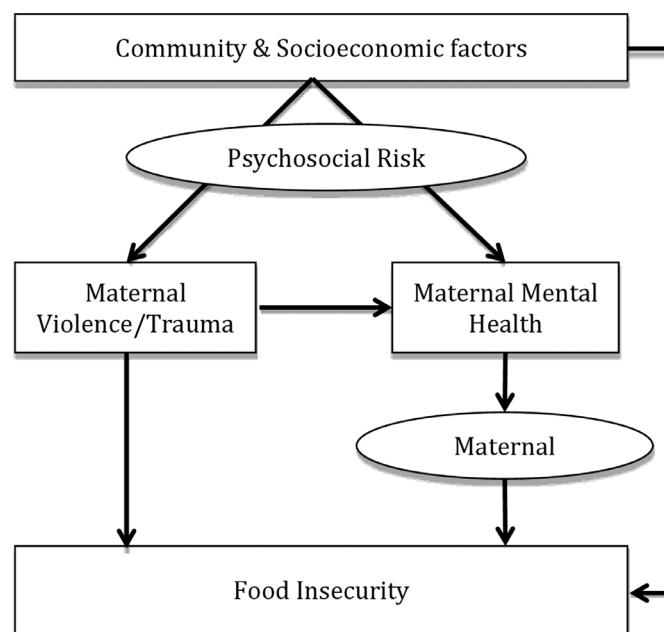 Community & Socioeconomic factors
Psychosocial Risk
Maternal
Violence/Trauma
Maternal Mental
Health
Maternal
Food Insecurity